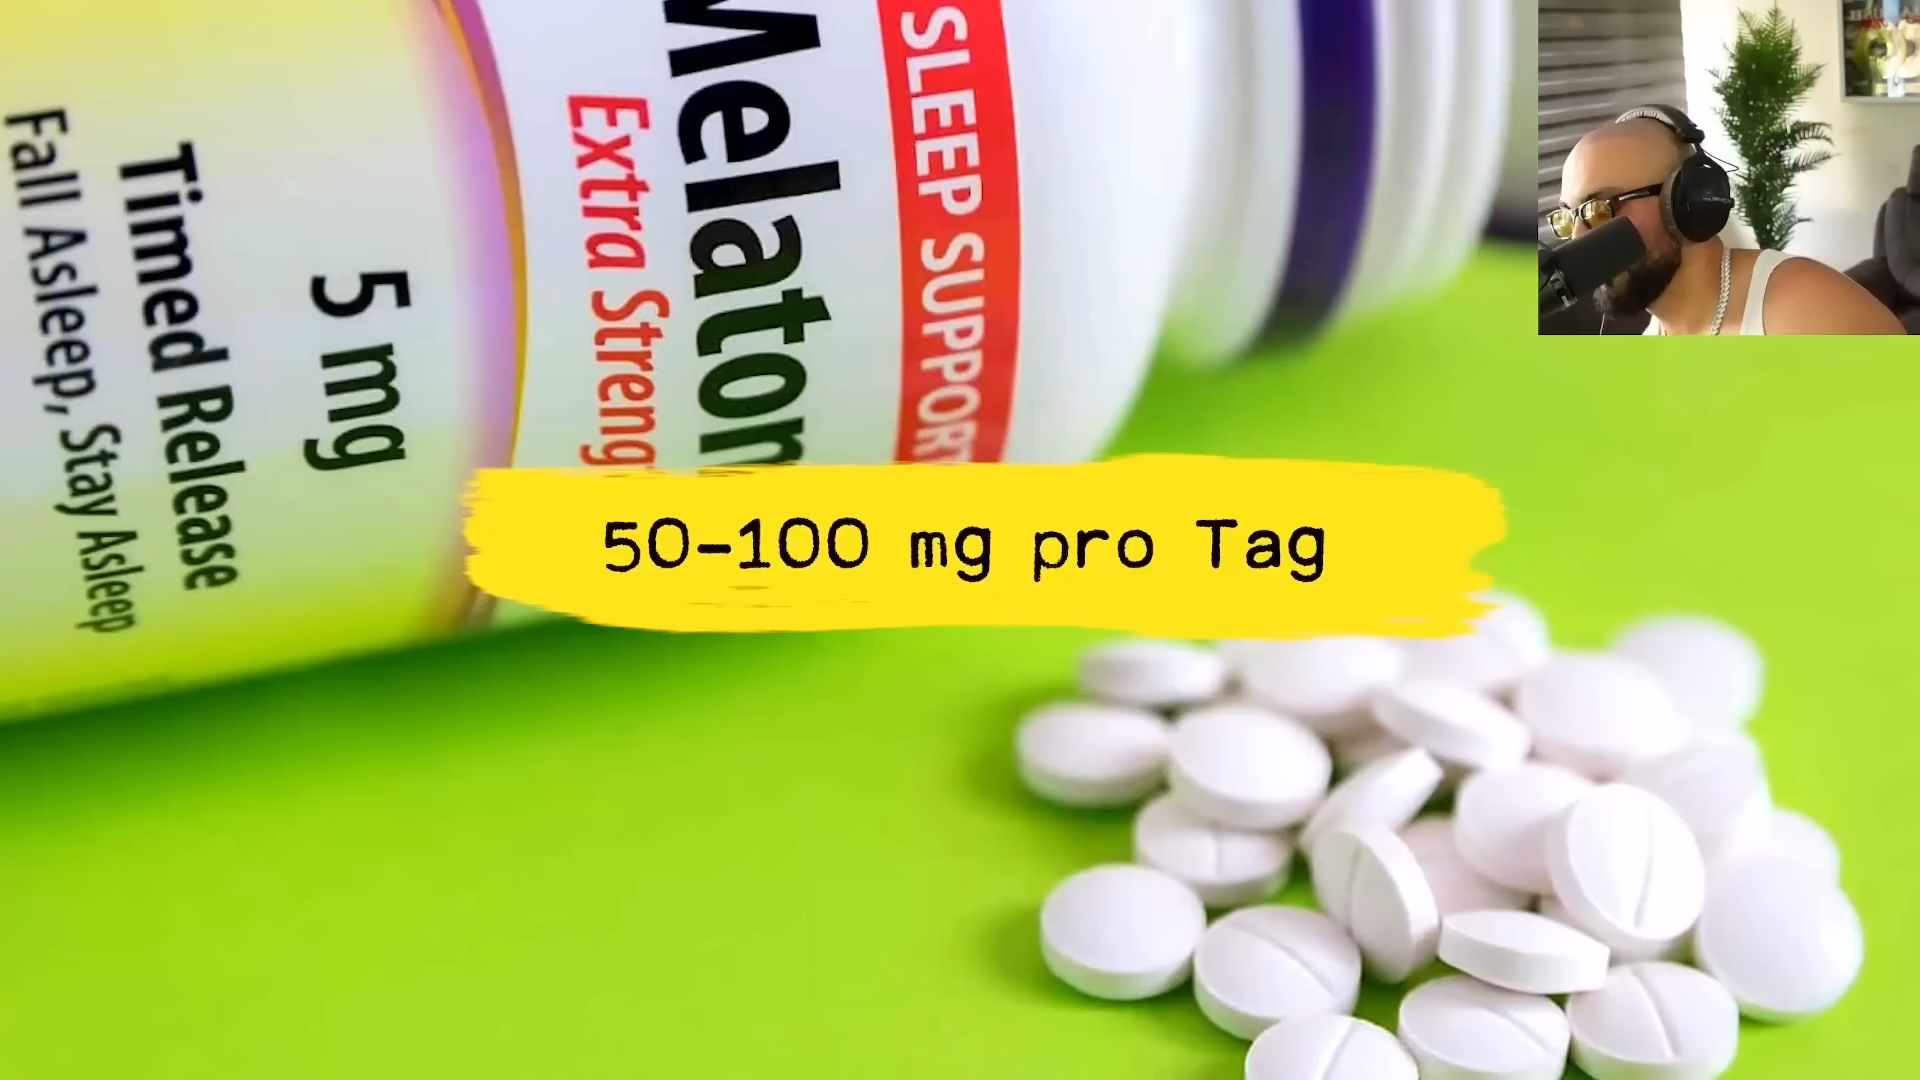 SLEEP SUPPORT
Melaton
Extra Streng
5 mg
Timed Release
Fall Asleep, Stay Asleep
50-100 mg pro Tag